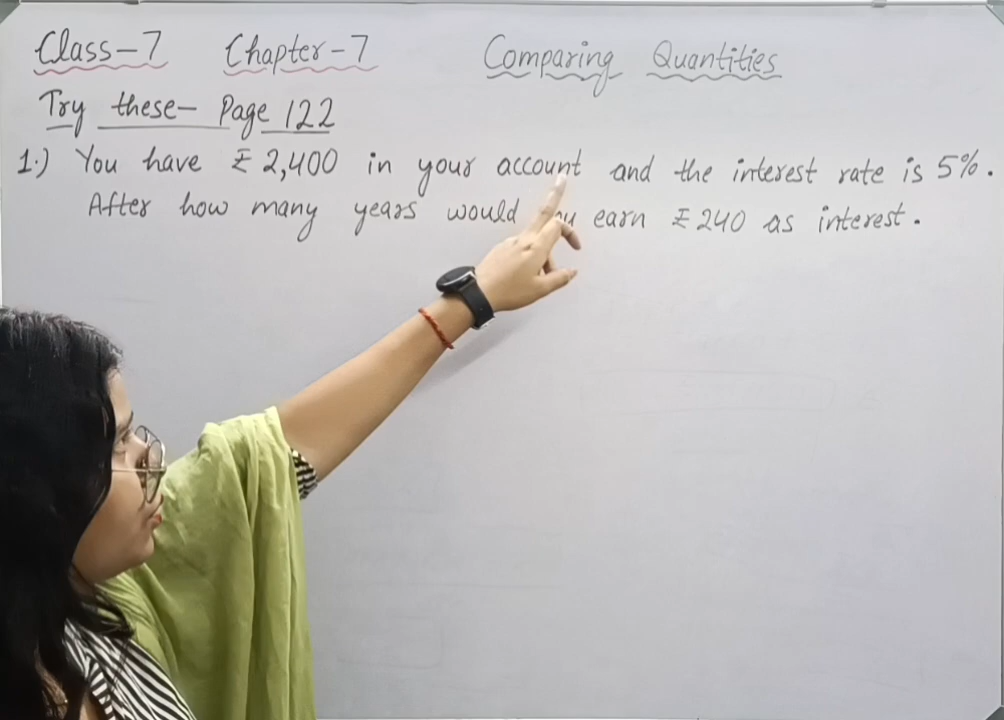 Class-7 Chapter-7 Comparing Quantities
Try these- Page 122
1.) You have ₹ 2,400 in your account and the interest rate is 5%.
After how many years would earn ₹ 240 as interest.